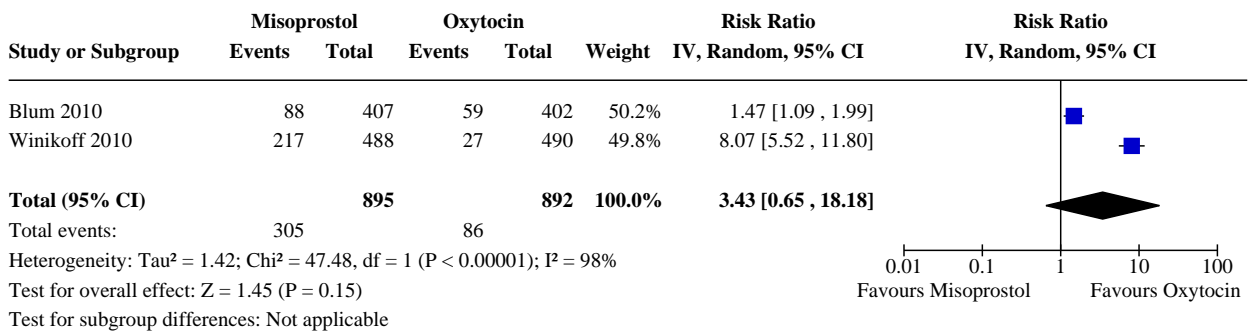 Misoprostol Oxytocin Risk Ratio Risk Ratio
Study or Subgroup Events Total Events Total Weight IV, Random, 95% CI IV, Random, 95% CI
Blum 2010 88 407 59 402 50.2% 1.47 [1.09 , 1.99]
Winikoff 2010 217 488 27 490 49.8% 8.07 [5.52 , 11.80]
Total (95% CI) 895 892 100.0% 3.43 [0.65 , 18.18]
Total events: 305 86
Heterogeneity: Tau² = 1.42; Chi² = 47.48, df = 1 (P < 0.00001); I² = 98%
0.01 0.1 1 10 100
Test for overall effect: Z = 1.45 (P = 0.15) Favours Misoprostol Favours Oxytocin
Test for subgroup differences: Not applicable